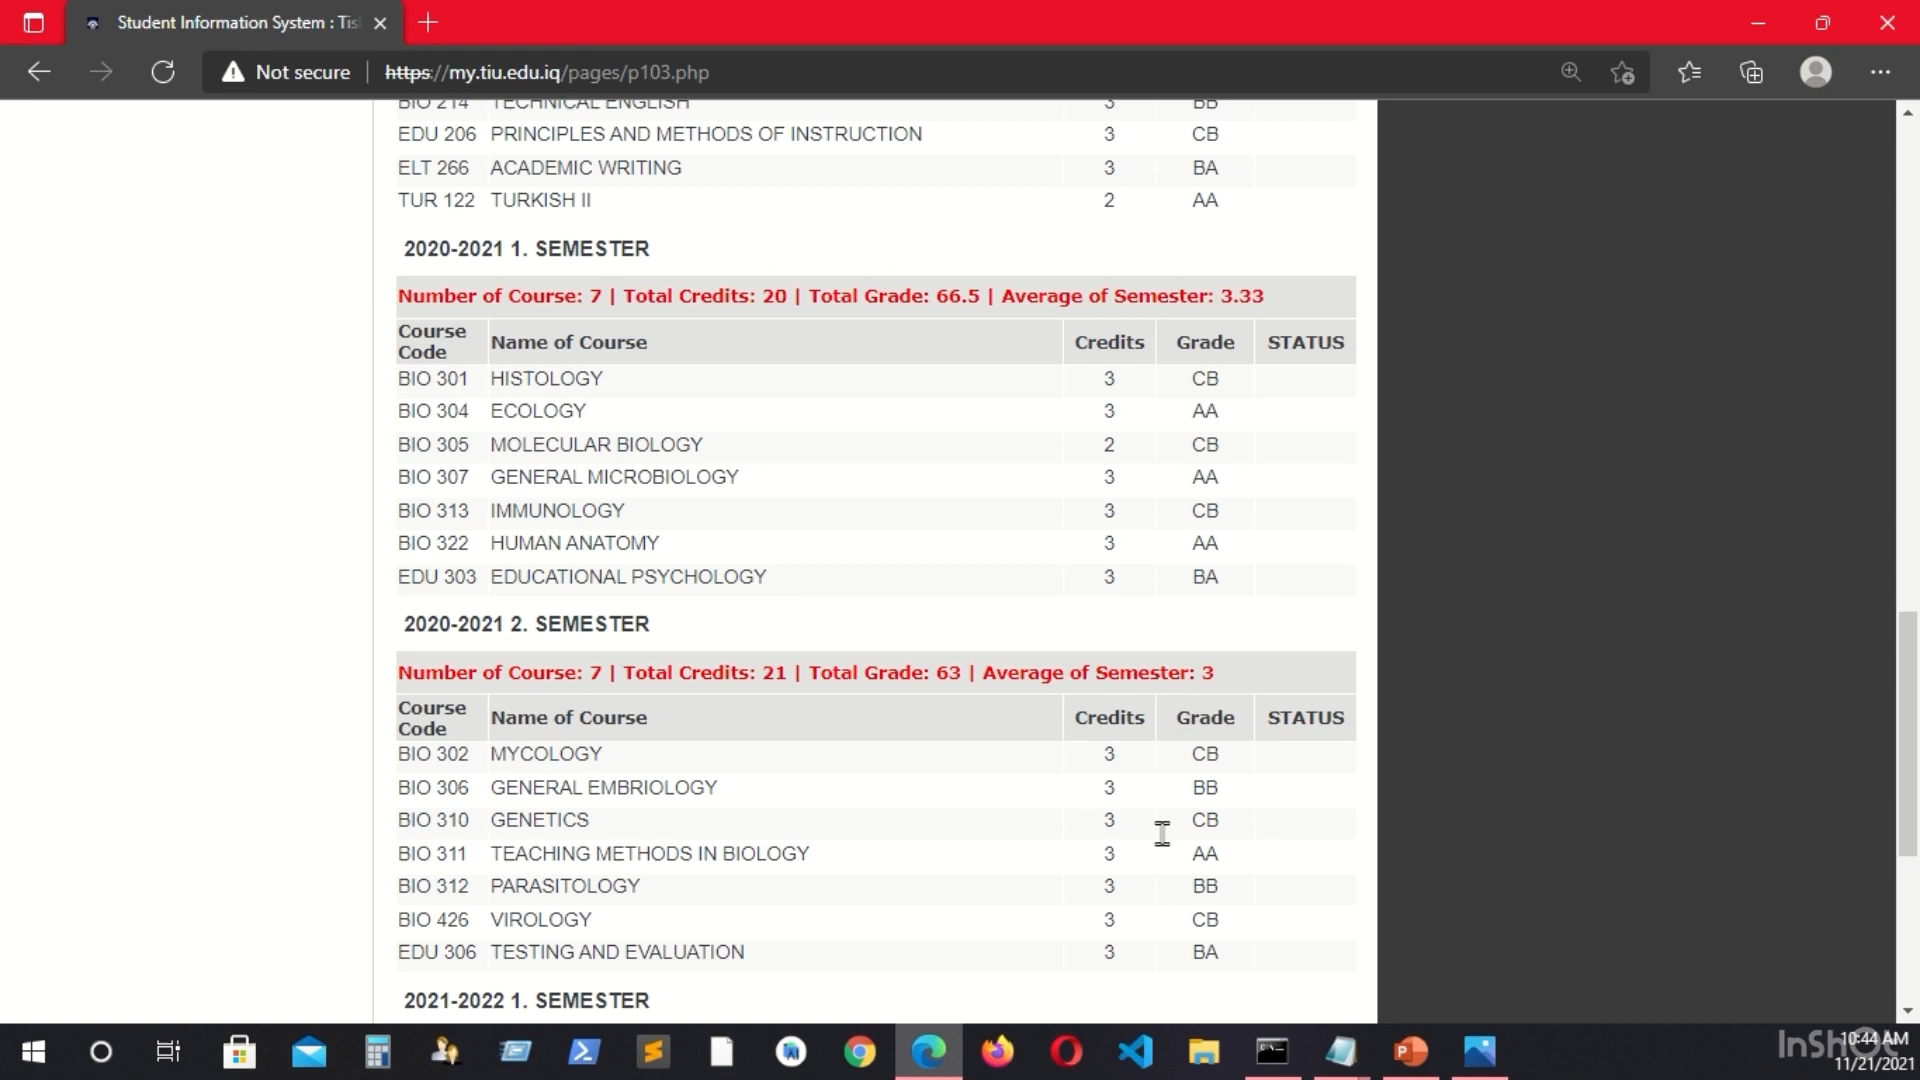 Student Information System : Tis
Not secure https://my.tiu.edu.iq/pages/p103.php
BIO 214 TECHNICAL ENGLISH 3 BB
EDU 206 PRINCIPLES AND METHODS OF INSTRUCTION 3 CB
ELT 266 ACADEMIC WRITING 3 BA
TUR 122 TURKISH II 2 AA
2020-2021 1. SEMESTER
Number of Course: 7 | Total Credits: 20 | Total Grade: 66.5 | Average of Semester: 3.33
Course Code Name of Course Credits Grade STATUS
BIO 301 HISTOLOGY 3 CB
BIO 304 ECOLOGY 3 AA
BIO 305 MOLECULAR BIOLOGY 2 CB
BIO 307 GENERAL MICROBIOLOGY 3 AA
BIO 313 IMMUNOLOGY 3 CB
BIO 322 HUMAN ANATOMY 3 AA
EDU 303 EDUCATIONAL PSYCHOLOGY 3 BA
2020-2021 2. SEMESTER
Number of Course: 7 | Total Credits: 21 | Total Grade: 63 | Average of Semester: 3
Course Code Name of Course Credits Grade STATUS
BIO 302 MYCOLOGY 3 CB
BIO 306 GENERAL EMBRIOLOGY 3 BB
BIO 310 GENETICS 3 CB
BIO 311 TEACHING METHODS IN BIOLOGY 3 AA
BIO 312 PARASITOLOGY 3 BB
BIO 426 VIROLOGY 3 CB
EDU 306 TESTING AND EVALUATION 3 BA
2021-2022 1. SEMESTER
InShOt
10:44 AM
11/21/2021